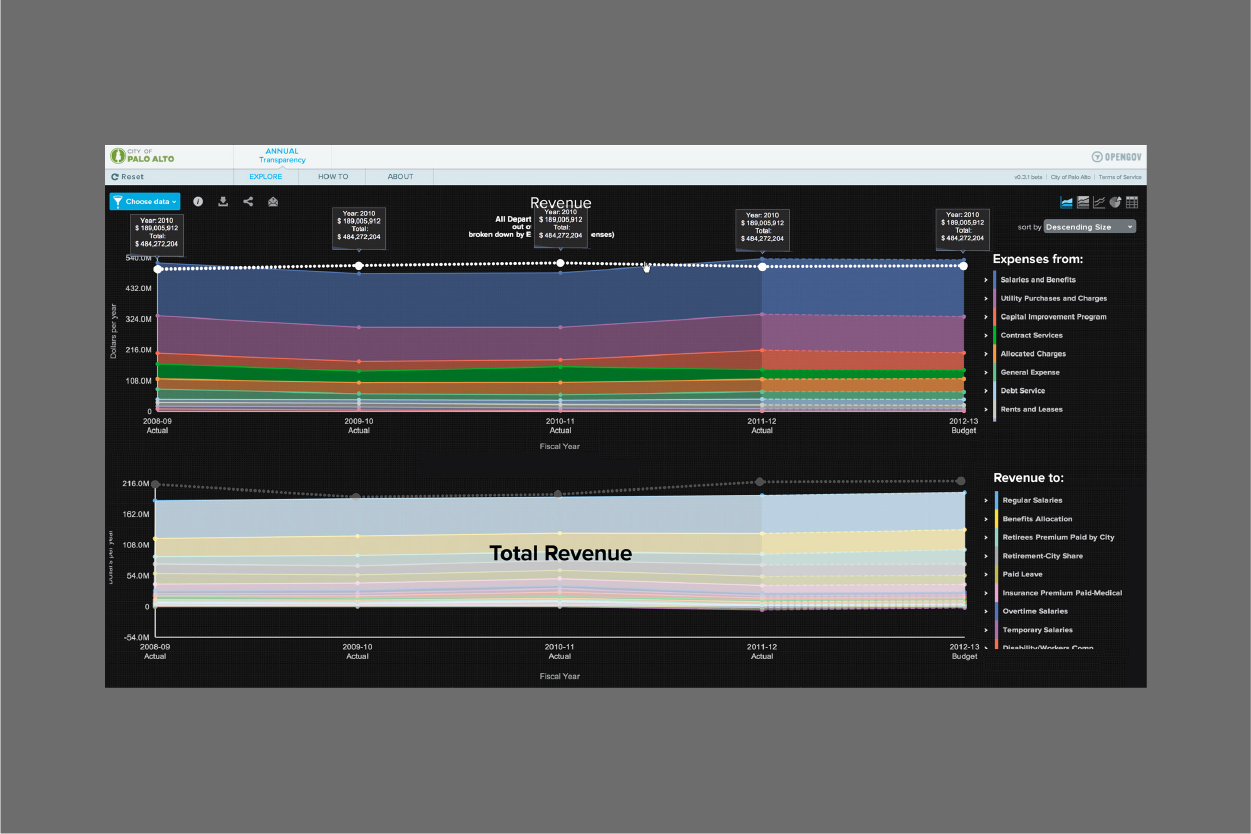 CITY OF
PALO ALTO
ANNUAL
Transparency
OPENGOV
Reset
EXPLORE
HOW TO
ABOUT
v0.3.1 beta | City of Palo Alto | Terms of Service
Choose data
Revenue
All Depart
out o
broken down by E
enses)
Year: 2010
$ 189,005,912
Total:
$ 484,272,204
Year: 2010
$ 189,005,912
Total:
$ 484,272,204
Year: 2010
$ 189,005,912
Total:
$ 484,272,204
Year: 2010
$ 189,005,912
Total:
$ 484,272,204
Year: 2010
$ 189,005,912
Total:
$ 484,272,204
sort by Descending Size
Dollars per year
540.0M
432.0M
324.0M
216.0M
108.0M
0
2008-09
Actual
2009-10
Actual
2010-11
Actual
2011-12
Actual
2012-13
Budget
Fiscal Year
Expenses from:
Salaries and Benefits
Utility Purchases and Charges
Capital Improvement Program
Contract Services
Allocated Charges
General Expense
Debt Service
Rents and Leases
Dollars per year
216.0M
162.0M
108.0M
54.0M
0
-54.0M
Total Revenue
2008-09
Actual
2009-10
Actual
2010-11
Actual
2011-12
Actual
2012-13
Budget
Fiscal Year
Revenue to:
Regular Salaries
Benefits Allocation
Retirees Premium Paid by City
Retirement-City Share
Paid Leave
Insurance Premium Paid-Medical
Overtime Salaries
Temporary Salaries
Disability/Workers Comp